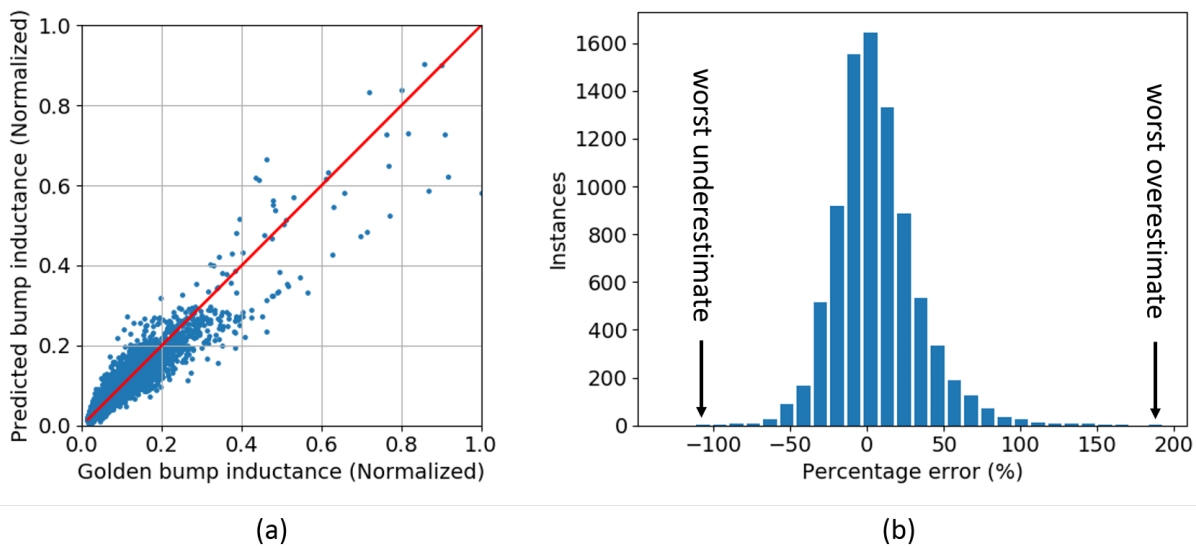 Predicted bump inductance (Normalized)
1.0
0.8
0.6
0.4
0.2
0.0
0.0 0.2 0.4 0.6 0.8 1.0
Golden bump inductance (Normalized)
(a)
Instances
1600
1400
1200
1000
800
600
400
200
0
worst underestimate
worst overestimate
−100 −50 0 50 100 150 200
Percentage error (%)
(b)